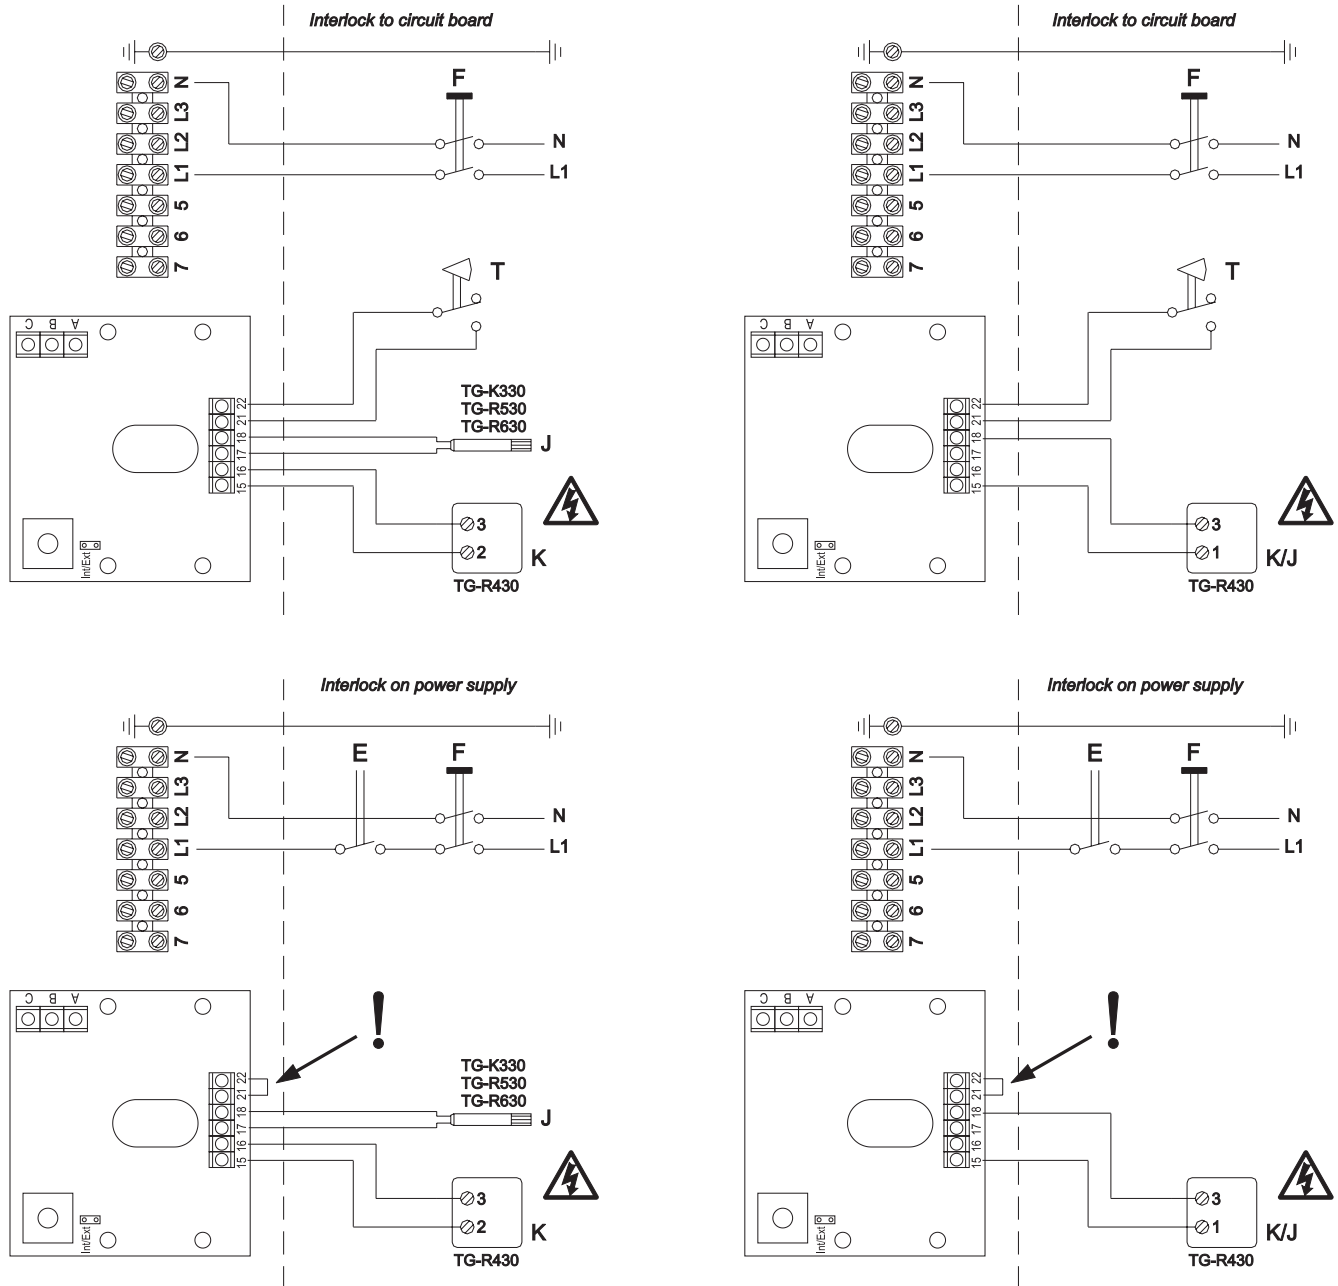 Interlock to circuit board
F
N
L3
L2
L1
5
6
7
N
L1
T
C B A
22
21
18
17
16
15
TG-K330
TG-R530
TG-R630
J
3
2
K
TG-R430
Int/Ext
Interlock to circuit board
F
N
L3
L2
L1
5
6
7
N
L1
T
C B A
22
21
18
17
16
15
3
1
K/J
TG-R430
Int/Ext
Interlock on power supply
E F
N
L3
L2
L1
5
6
7
N
L1
C B A
!
22
21
18
17
16
15
TG-K330
TG-R530
TG-R630
J
3
2
K
TG-R430
Int/Ext
Interlock on power supply
E F
N
L3
L2
L1
5
6
7
N
L1
C B A
!
22
21
18
17
16
15
3
1
K/J
TG-R430
Int/Ext